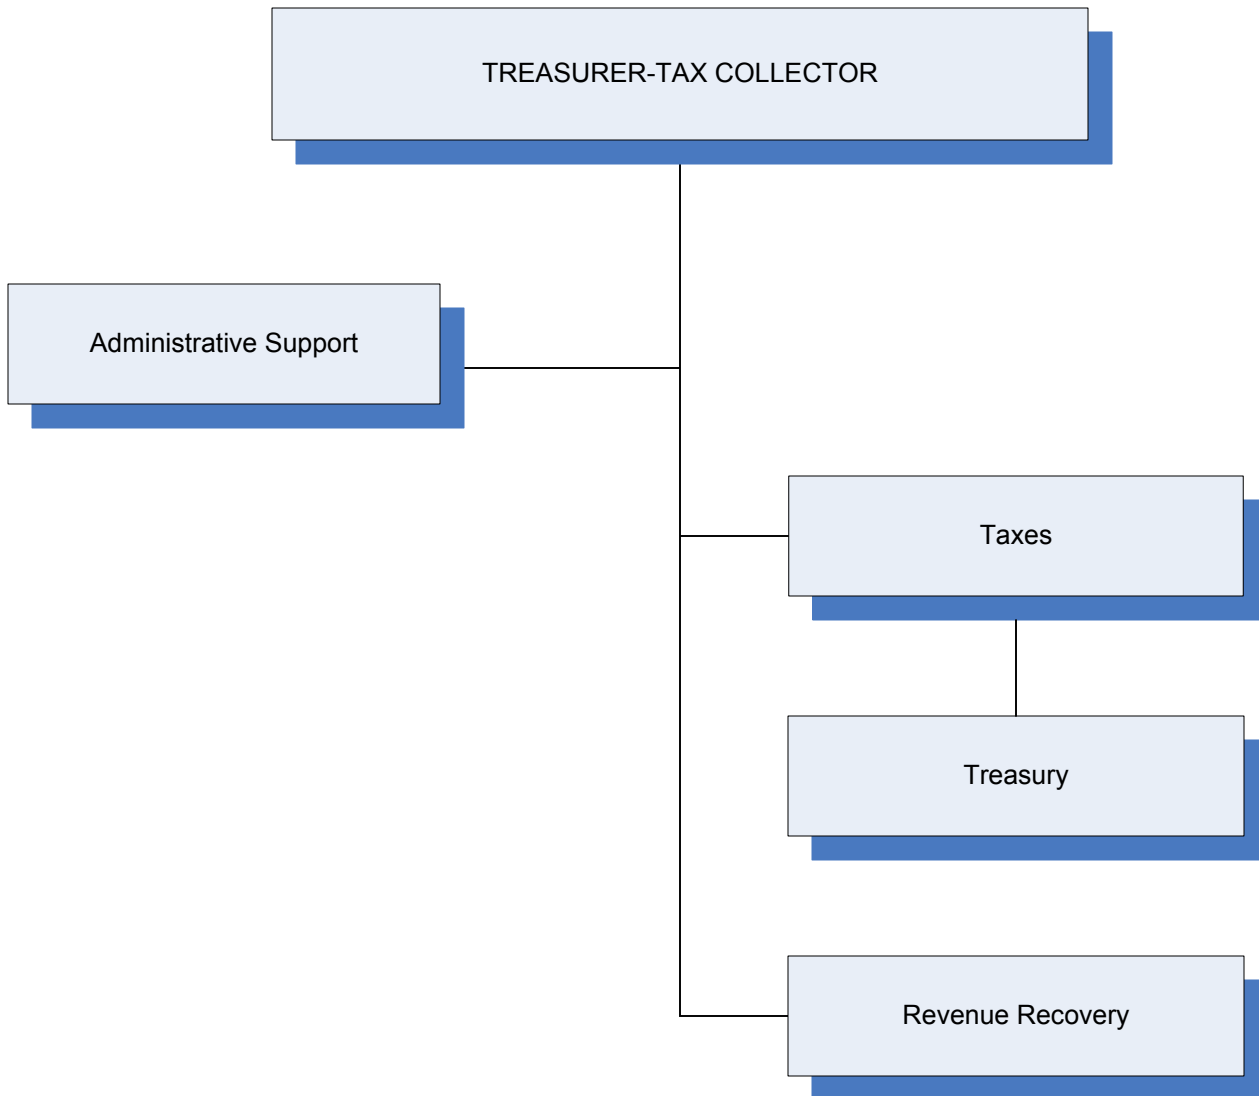 TREASURER-TAX COLLECTOR
Administrative Support
Taxes
Treasury
Revenue Recovery